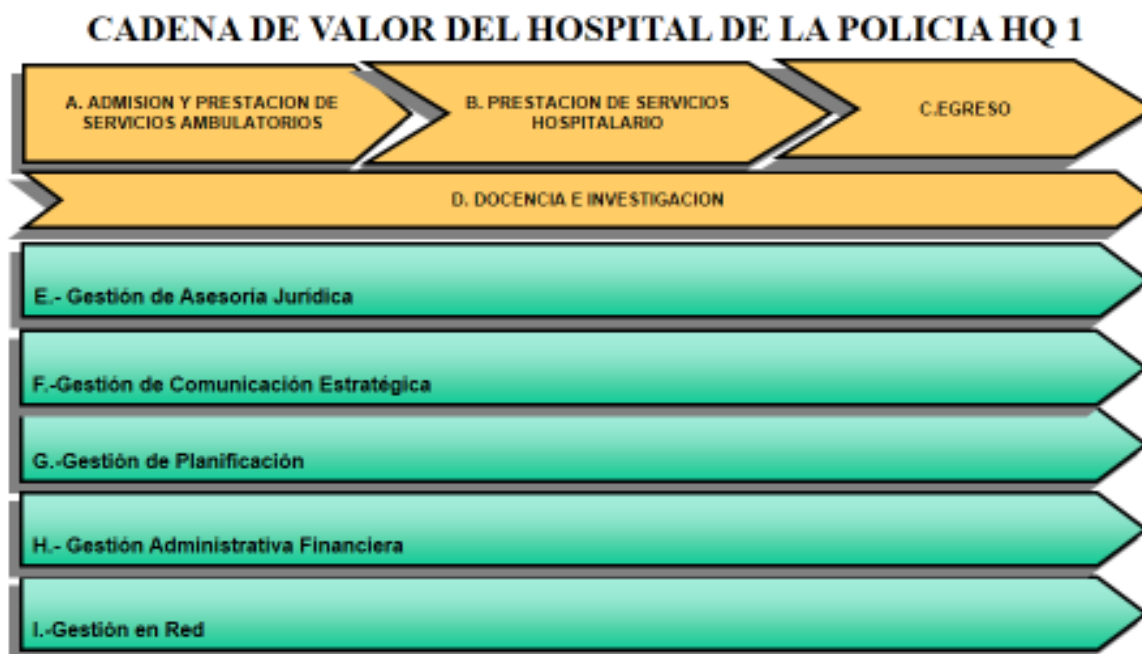 CADENA DE VALOR DEL HOSPITAL DE LA POLICIA HQ 1
A. ADMISION Y PRESTACION DE
SERVICIOS AMBULATORIOS
B. PRESTACION DE SERVICIOS
HOSPITALARIO
C.EGRESO
D. DOCENCIA E INVESTIGACION
E.- Gestión de Asesoría Jurídica
F.-Gestión de Comunicación Estratégica
G.-Gestión de Planificación
H.- Gestión Administrativa Financiera
I.-Gestión en Red